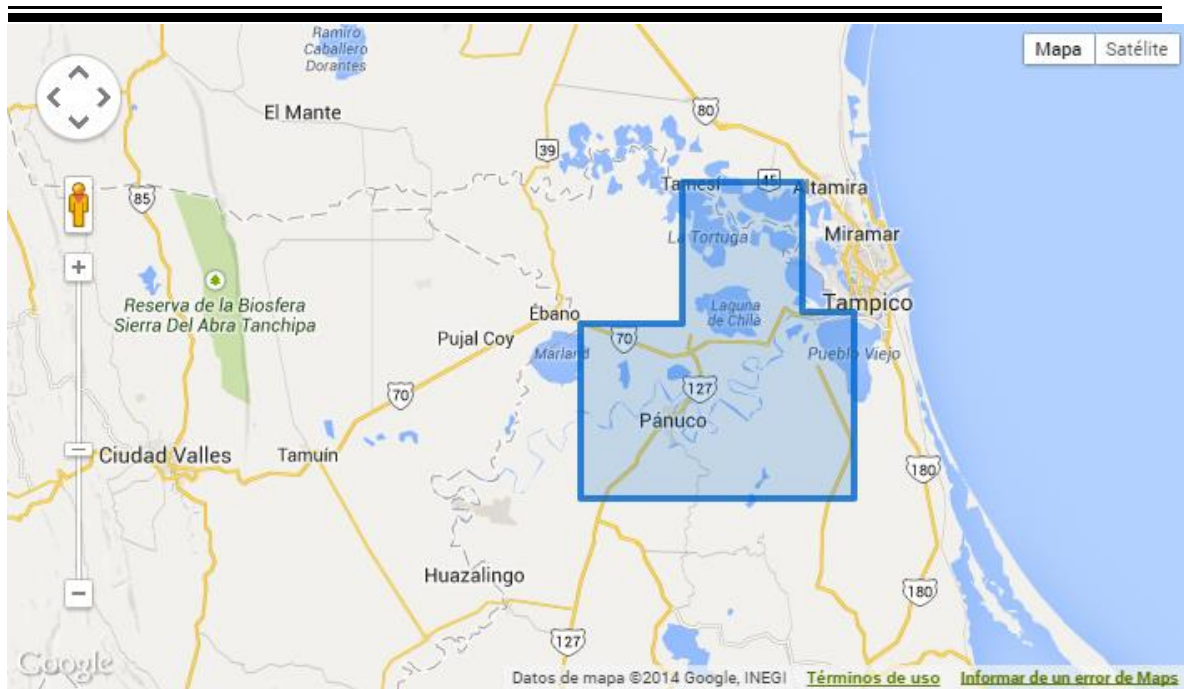 Ramiro
Caballero
Dorantes
Mapa
Satélite
El Mante
80
39
85
Tamesí
45
Altamira
La Tortuga
Miramar
Reserva de la Biosfera
Sierra Del Abra Tanchipa
Ébano
Laguna
de Chila
Tampico
Pujal Coy
Marland
70
Pueblo Viejo
70
127
Pánuco
Ciudad Valles
Tamuín
180
Huazalingo
180
127
Google
Datos de mapa ©2014 Google, INEGI
Términos de uso
Informar de un error de Maps